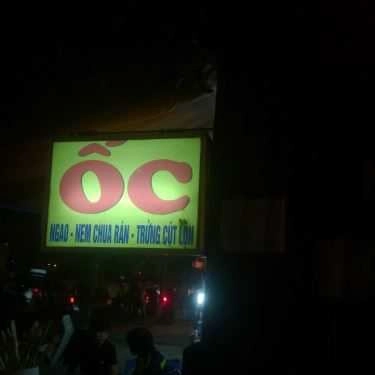 ỐC
NGAO - NEM CHUA RÁN - TRỨNG CÚT LỘN